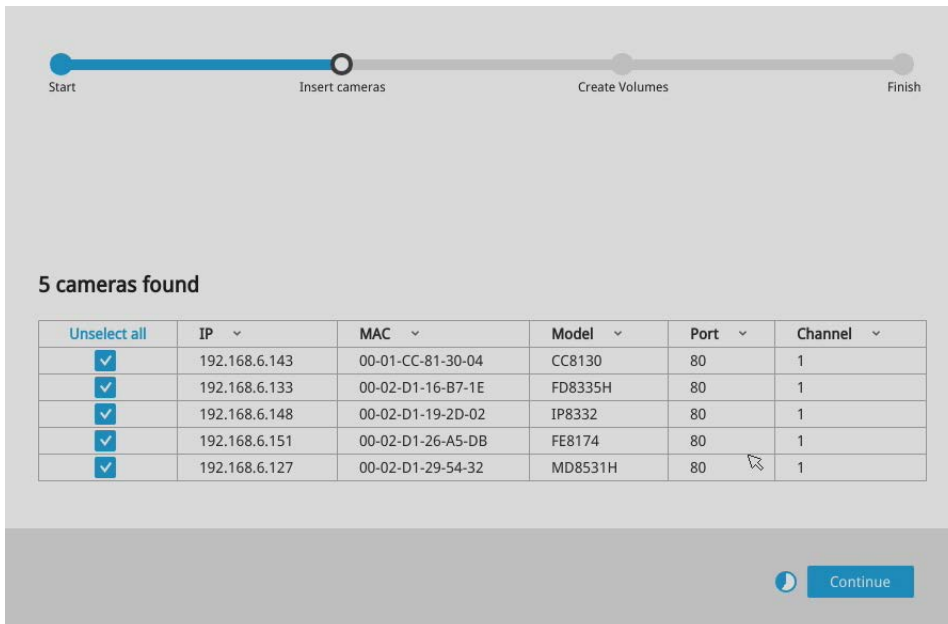 Start Insert cameras Create Volumes Finish
5 cameras found
Unselect all IP MAC Model Port Channel
192.168.6.143 00-01-CC-81-30-04 CC8130 80 1
192.168.6.133 00-02-D1-16-B7-1E FD8335H 80 1
192.168.6.148 00-02-D1-19-2D-02 IP8332 80 1
192.168.6.151 00-02-D1-26-A5-DB FE8174 80 1
192.168.6.127 00-02-D1-29-54-32 MD8531H 80 1
Continue